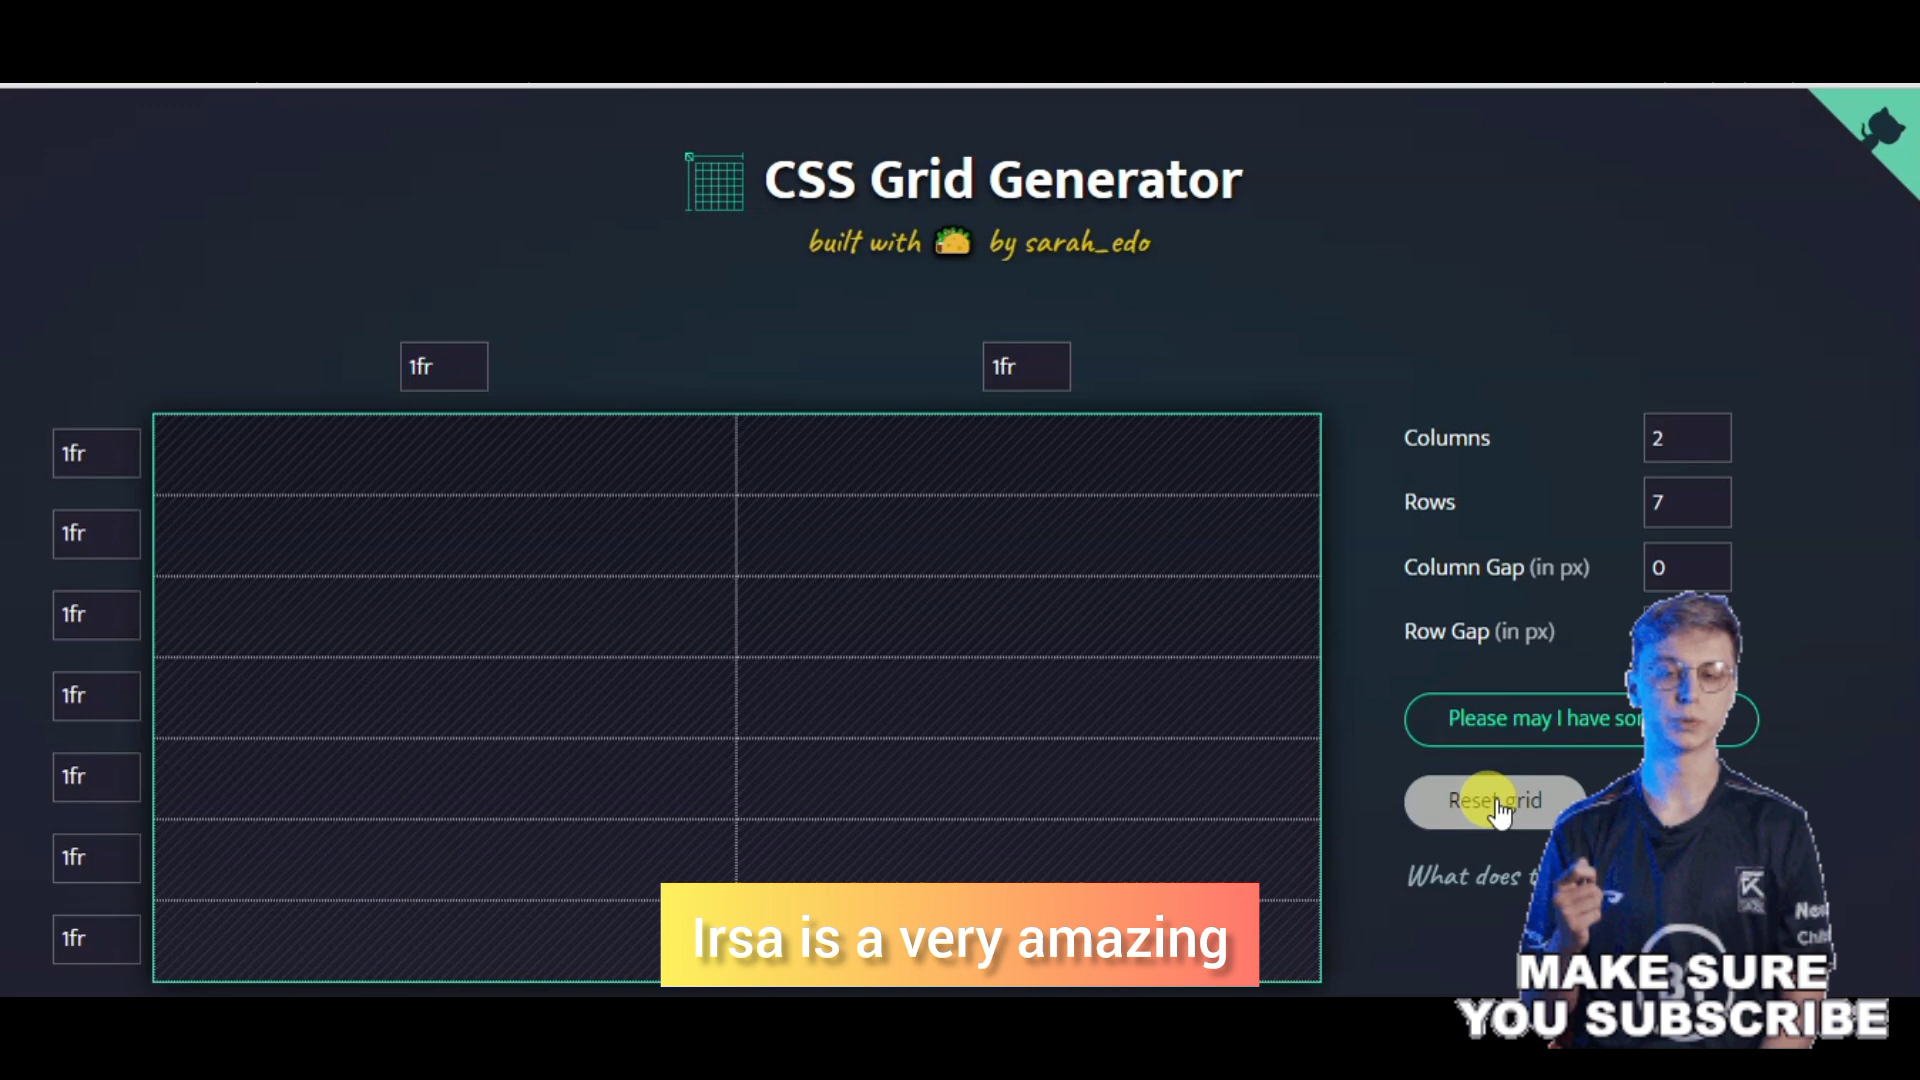 CSS Grid Generator
built with by sarah_edo
1fr 1fr
1fr
1fr
1fr
1fr
1fr
1fr
1fr
Columns 2
Rows 7
Column Gap (in px) 0
Row Gap (in px)
Please may I have
Reset grid
What does
Irsa is a very amazing
MAKE SURE
YOU SUBSCRIBE